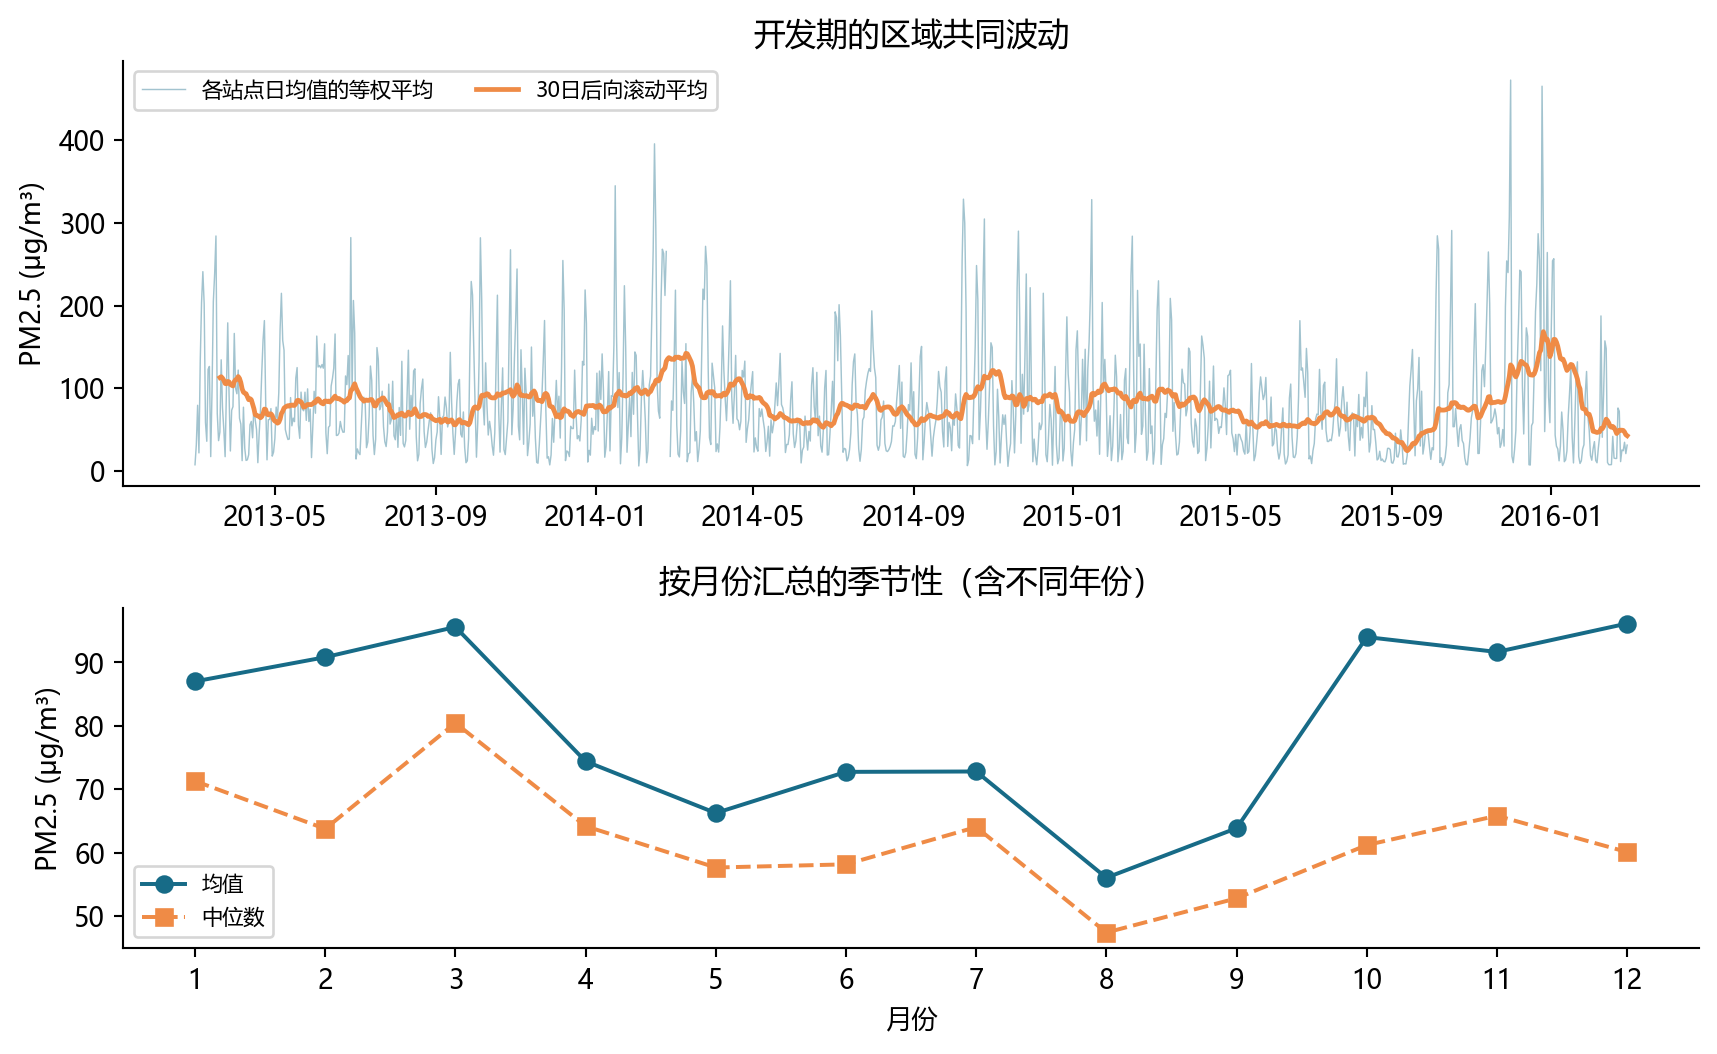 开发期的区域共同波动
各站点日均值的等权平均 30日后向滚动平均
PM2.5 (μg/m³)
400
300
200
100
0
2013-05 2013-09 2014-01 2014-05 2014-09 2015-01 2015-05 2015-09 2016-01
按月份汇总的季节性（含不同年份）
PM2.5 (μg/m³)
90
80
70
60
50
均值
中位数
1 2 3 4 5 6 7 8 9 10 11 12
月份